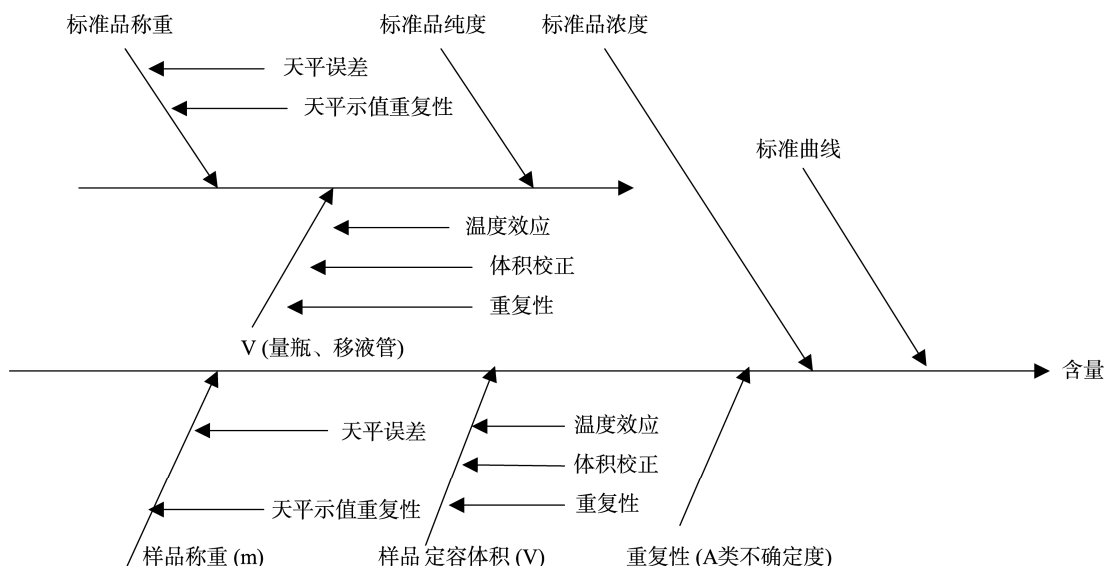 标准品称重
标准品纯度
标准品浓度
天平误差
天平示值重复性
标准曲线
温度效应
体积校正
重复性
V (量瓶、移液管)
含量
天平误差
天平示值重复性
温度效应
体积校正
重复性
样品称重 (m)
样品 定容体积 (V)
重复性 (A类不确定度)